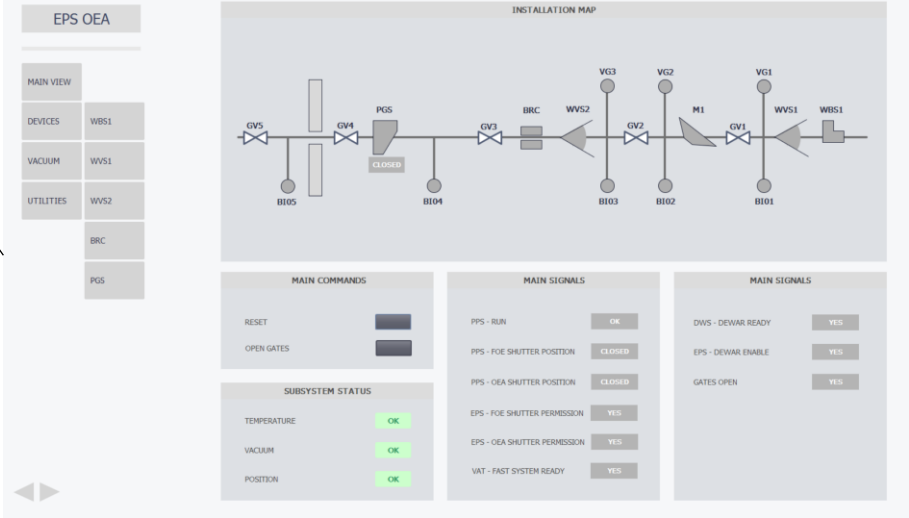 EPS OEA
MAIN VIEW
DEVICES
WBS1
VACUUM
WVS1
UTILITIES
WVS2
BRC
PGS
INSTALLATION MAP
VG3
VG2
VG1
PGS
BRC
WVS2
M1
WVS1
WBS1
GV5
GV4
GV3
GV2
GV1
CLOSED
BI05
BI04
BI03
BI02
BI01
MAIN COMMANDS
RESET
OPEN GATES
SUBSYSTEM STATUS
TEMPERATURE OK
VACUUM OK
POSITION OK
MAIN SIGNALS
PPS - RUN OK
PPS - FOE SHUTTER POSITION CLOSED
PPS - OEA SHUTTER POSITION CLOSED
EPS - FOE SHUTTER PERMISSION YES
EPS - OEA SHUTTER PERMISSION YES
VAT - FAST SYSTEM READY YES
MAIN SIGNALS
DWS - DEWAR READY YES
EPS - DEWAR ENABLE YES
GATES OPEN YES